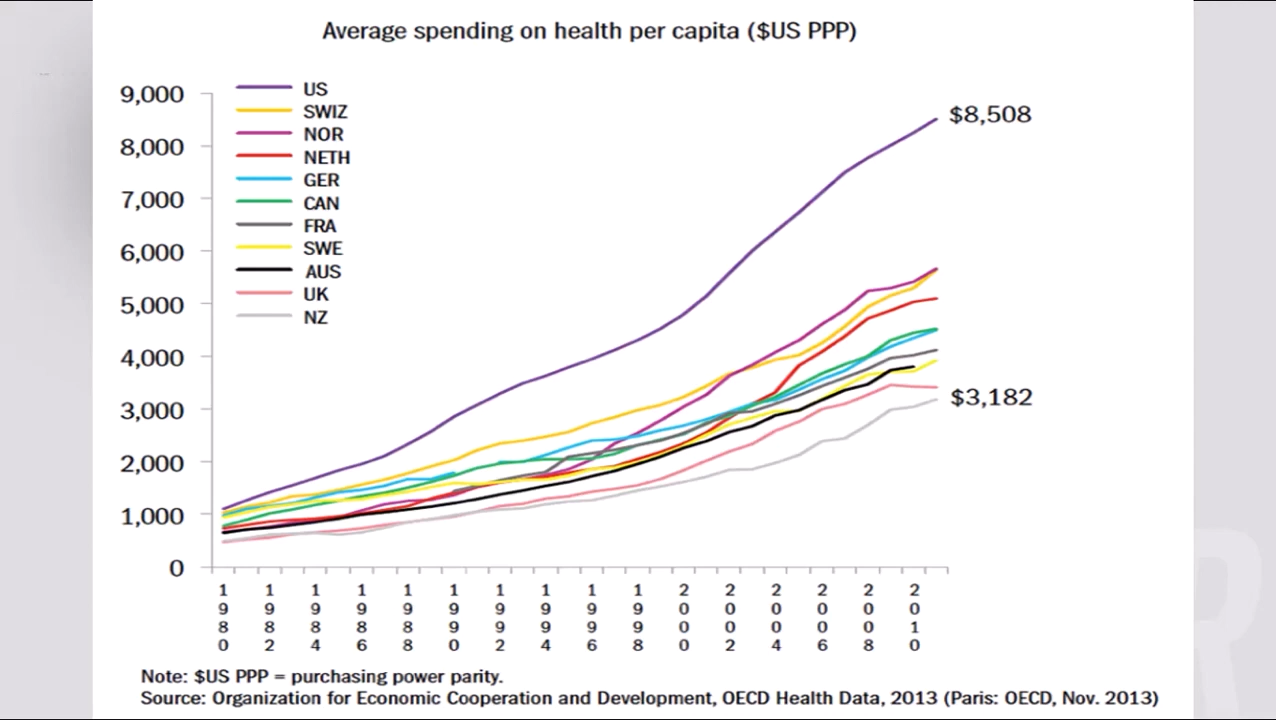 Average spending on health per capita ($US PPP)
9,000
8,000
7,000
6,000
5,000
4,000
3,000
2,000
1,000
0
US
SWIZ
NOR
NETH
GER
CAN
FRA
SWE
AUS
UK
NZ
$8,508
$3,182
1980
1982
1984
1986
1988
1990
1992
1994
1996
1998
2000
2002
2004
2006
2008
2010
Note: $US PPP = purchasing power parity.
Source: Organization for Economic Cooperation and Development, OECD Health Data, 2013 (Paris: OECD, Nov. 2013)